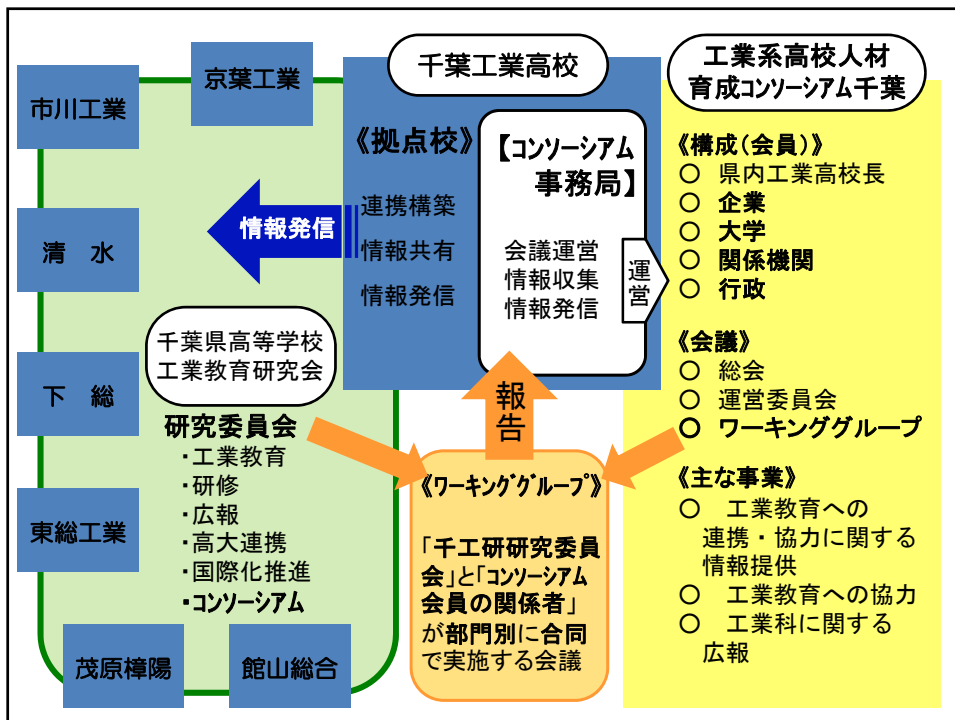 京葉工業
市川工業
清　水
下　総
東総工業
茂原樟陽
館山総合
情報発信
千葉県高等学校
工業教育研究会
研究委員会
・工業教育
・研修
・広報
・高大連携
・国際化推進
・コンソーシアム
千葉工業高校
《拠点校》
連携構築
情報共有
情報発信
【コンソーシアム
事務局】
会議運営
情報収集
情報発信
運営
報告
《ワーキンググループ》
「千工研研究委員
会」と「コンソーシアム
会員の関係者」
が部門別に合同
で実施する会議
工業系高校人材
育成コンソーシアム千葉
《構成(会員)》
○　県内工業高校長
○　企業
○　大学
○　関係機関
○　行政
《会議》
○　総会
○　運営委員会
○　ワーキンググループ
《主な事業》
○　工業教育への
連携・協力に関する
情報提供
○　工業教育への協力
○　工業科に関する
広報